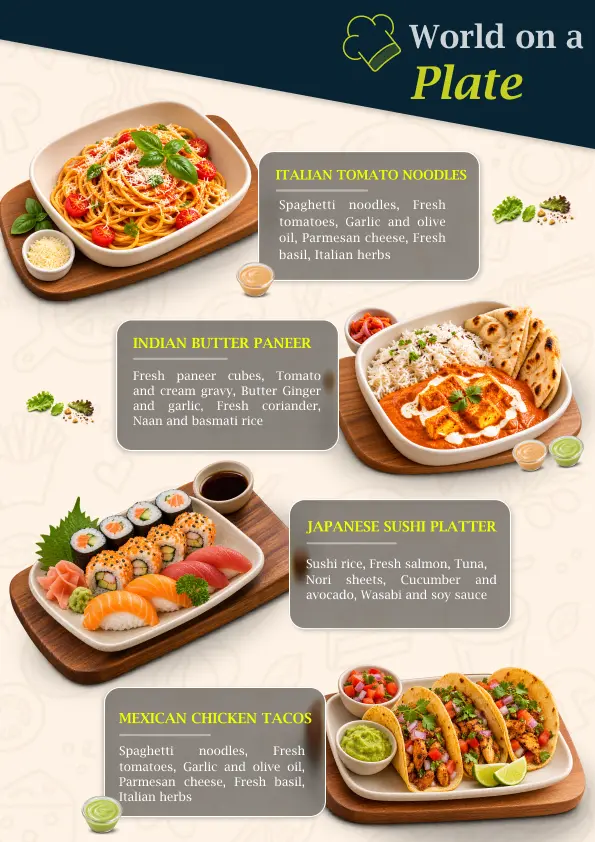 World on a
Plate
ITALIAN TOMATO NOODLES
Spaghetti noodles, Fresh
tomatoes, Garlic and olive
oil, Parmesan cheese, Fresh
basil, Italian herbs
INDIAN BUTTER PANEER
Fresh paneer cubes, Tomato
and cream gravy, Butter Ginger
and garlic, Fresh coriander,
Naan and basmati rice
JAPANESE SUSHI PLATTER
Sushi rice, Fresh salmon, Tuna,
Nori sheets, Cucumber and
avocado, Wasabi and soy sauce
MEXICAN CHICKEN TACOS
Spaghetti noodles, Fresh
tomatoes, Garlic and olive oil,
Parmesan cheese, Fresh basil,
Italian herbs